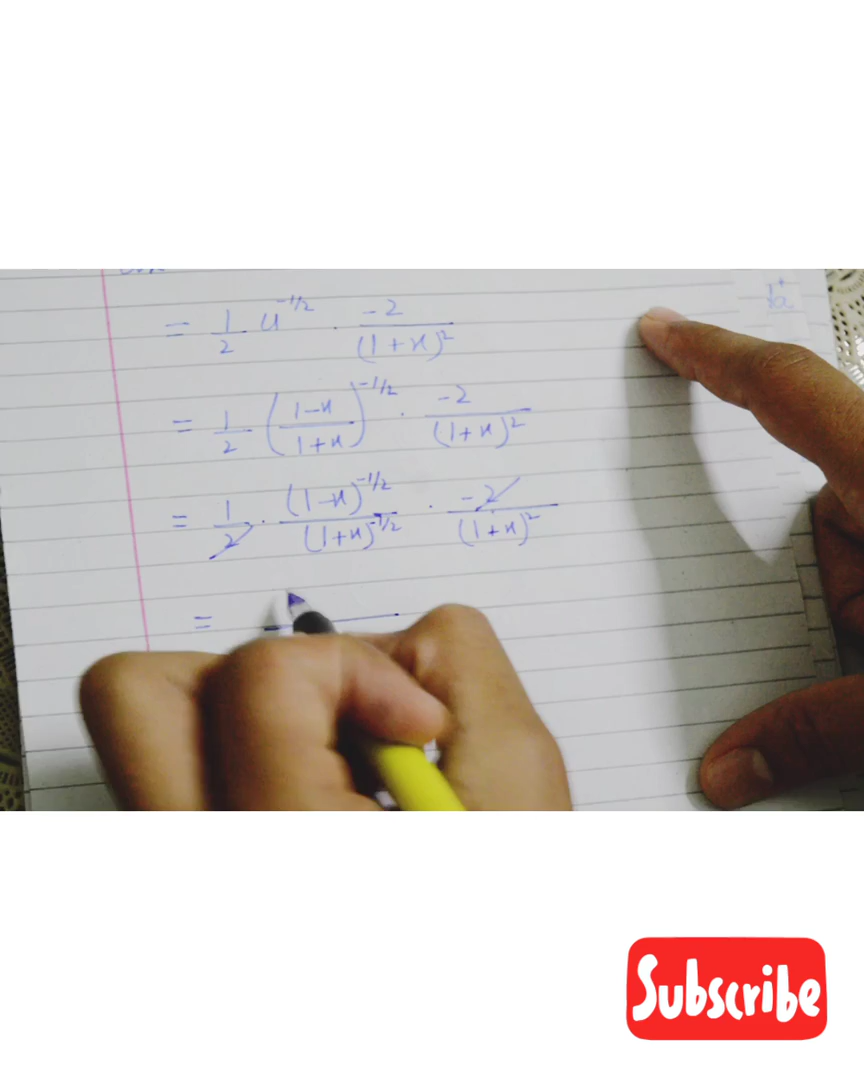 = 1/2 u^-1/2 . -2/(1+x)^2
= 1/2 ((1-x)/(1+x))^-1/2 . -2/(1+x)^2
= 1/2 . (1-x)^-1/2/(1+x)^-1/2 . -2/(1+x)^2
=
Subscribe